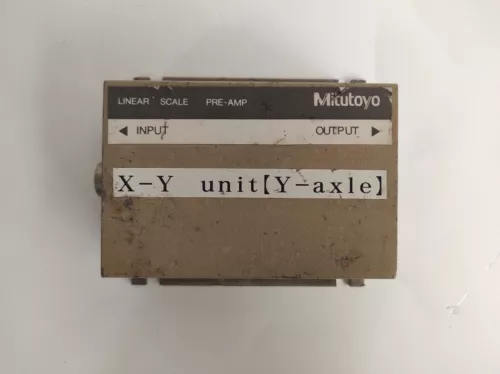 LINEAR SCALE PRE-AMP Mitutoyo
◀ INPUT OUTPUT ▶
X-Y unit【Y-axle】